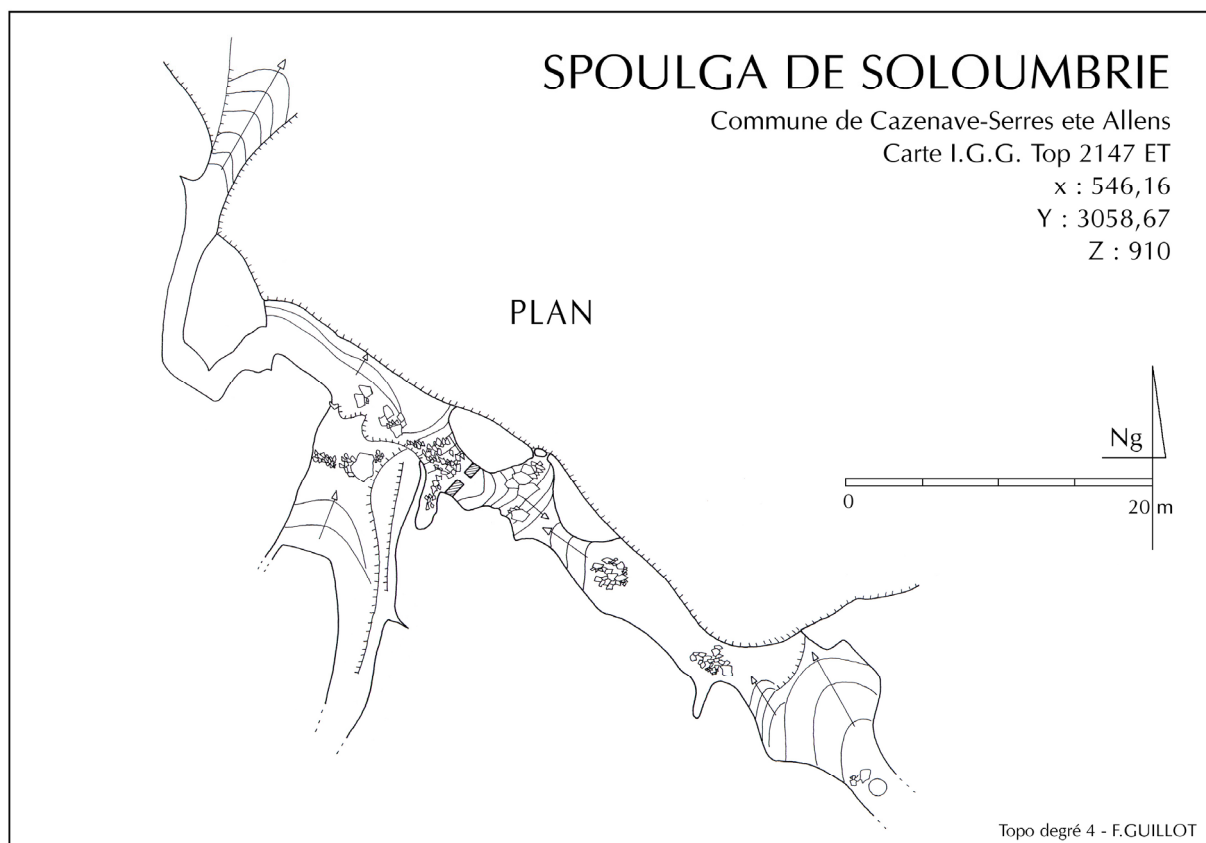 SPOULGA DE SOLOUMBRIE
Commune de Cazenave-Serres ete Allens
Carte I.G.G. Top 2147 ET
x : 546,16
Y : 3058,67
Z : 910
PLAN
Ng
0
20 m
Topo degré 4 - F.GUILLOT